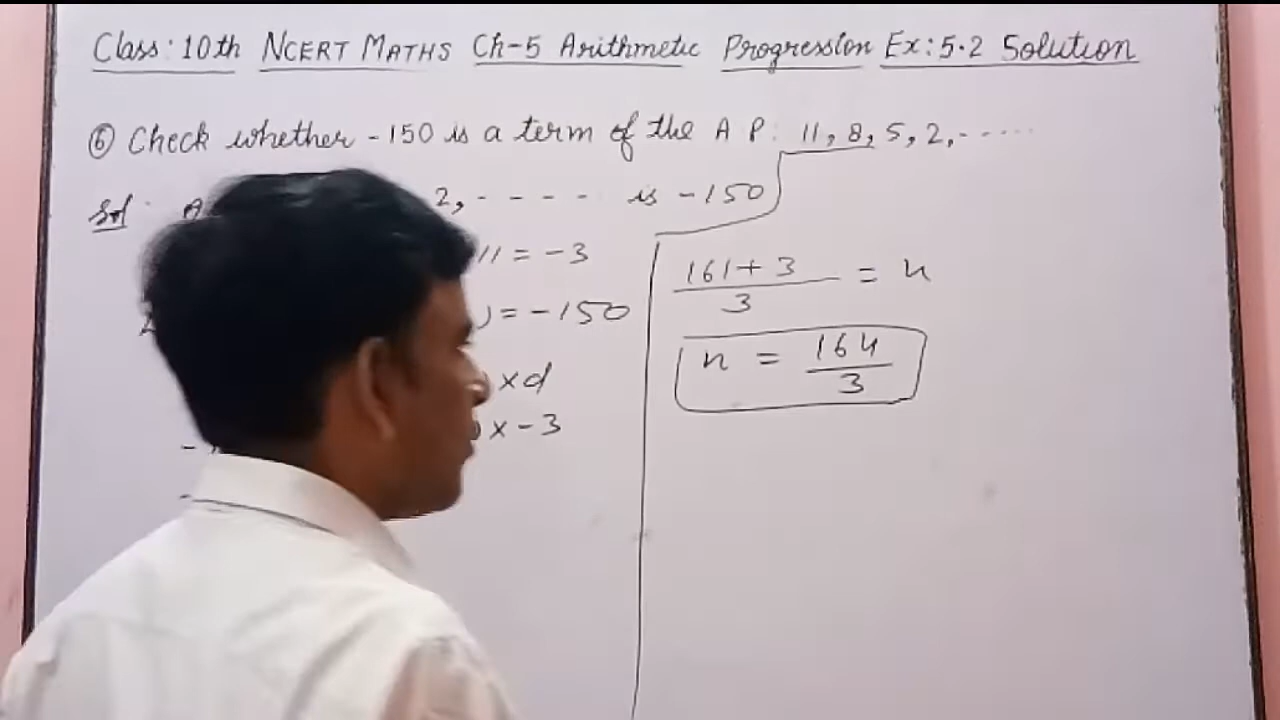 Class: 10th NCERT MATHS Ch-5 Arithmetic Progression Ex: 5.2 Solution
⑥ Check whether -150 is a term of the A P: 11, 8, 5, 2, ------
Sol. A 2, - - - - is -150
11 = -3
) = -150
) xd
) x -3
161+3 / 3 = n
n = 164 / 3